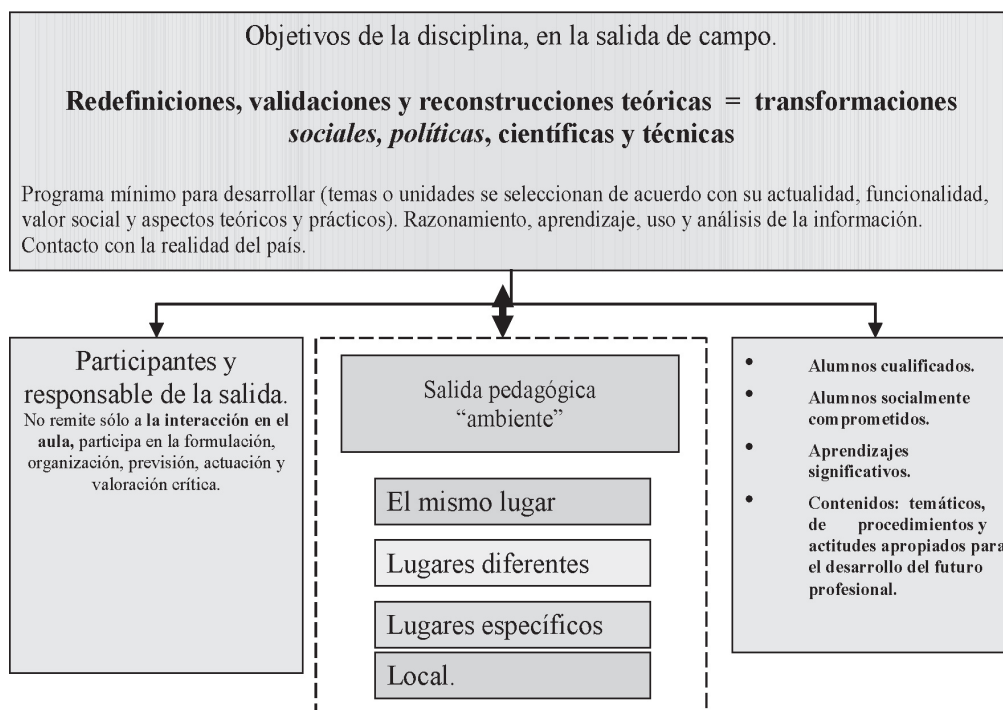 Objetivos de la disciplina, en la salida de campo.
Redefiniciones, validaciones y reconstrucciones teóricas = transformaciones
sociales, políticas, científicas y técnicas
Programa mínimo para desarrollar (temas o unidades se seleccionan de acuerdo con su actualidad, funcionalidad,
valor social y aspectos teóricos y prácticos). Razonamiento, aprendizaje, uso y análisis de la información.
Contacto con la realidad del país.
Participantes y
responsable de la salida.
No remite sólo a la interacción en el
aula, participa en la formulación,
organización, previsión, actuación y
valoración crítica.
Salida pedagógica
“ambiente”
El mismo lugar
Lugares diferentes
Lugares específicos
Local.
• Alumnos cualificados.
• Alumnos socialmente
comprometidos.
• Aprendizajes
significativos.
• Contenidos: temáticos,
de procedimientos y
actitudes apropiados para
el desarrollo del futuro
profesional.